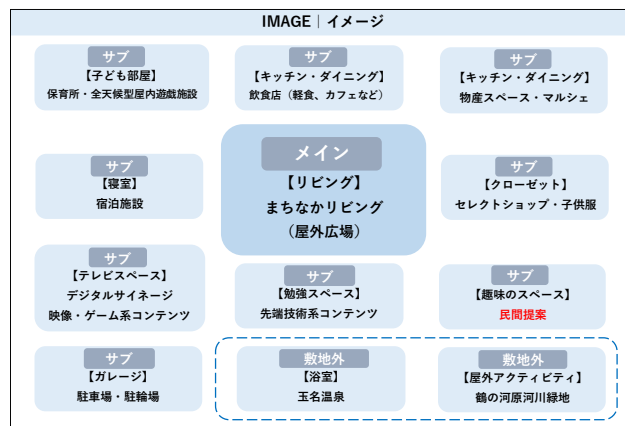 IMAGE｜イメージ
サブ
【子ども部屋】
保育所・全天候型屋内遊戯施設
サブ
【キッチン・ダイニング】
飲食店（軽食、カフェなど）
サブ
【キッチン・ダイニング】
物産スペース・マルシェ
メイン
【リビング】
まちなかリビング
（屋外広場）
サブ
【寝室】
宿泊施設
サブ
【クローゼット】
セレクトショップ・子供服
サブ
【テレビスペース】
デジタルサイネージ
映像・ゲーム系コンテンツ
サブ
【勉強スペース】
先端技術系コンテンツ
サブ
【趣味のスペース】
民間提案
サブ
【ガレージ】
駐車場・駐輪場
敷地外
【浴室】
玉名温泉
敷地外
【屋外アクティビティ】
鶴の河原河川緑地